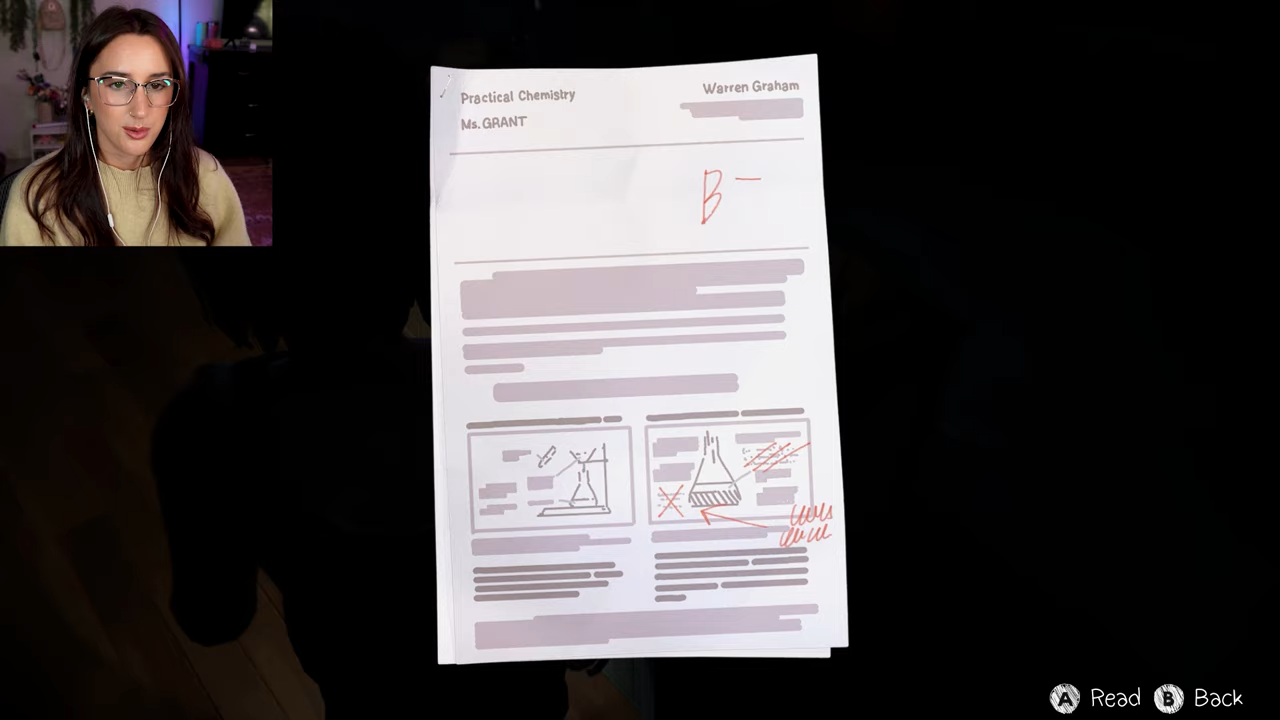 Practical Chemistry
Warren Graham
Ms. GRANT
B-
A Read B Back